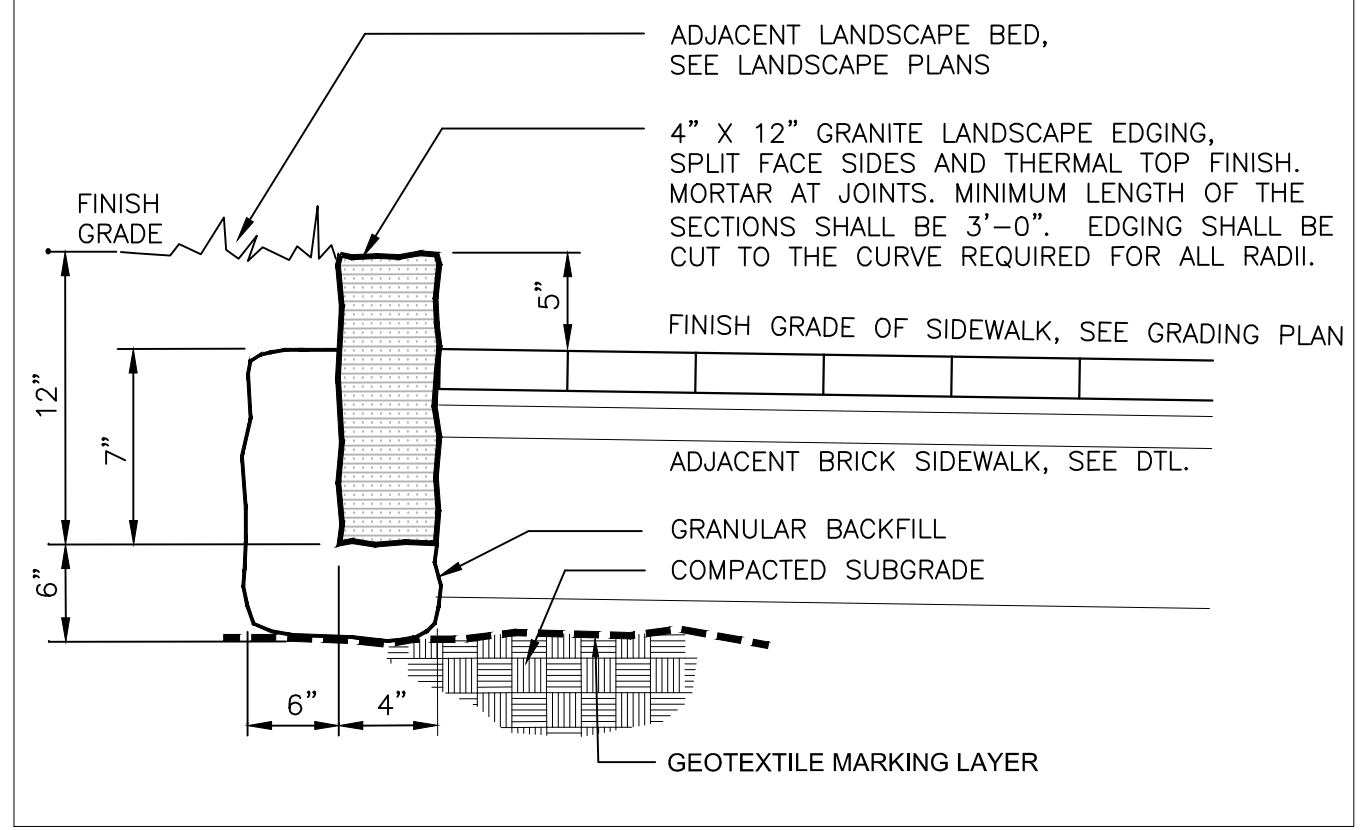 ADJACENT LANDSCAPE BED,
SEE LANDSCAPE PLANS
4” X 12” GRANITE LANDSCAPE EDGING,
SPLIT FACE SIDES AND THERMAL TOP FINISH.
MORTAR AT JOINTS. MINIMUM LENGTH OF THE
SECTIONS SHALL BE 3’–0”. EDGING SHALL BE
CUT TO THE CURVE REQUIRED FOR ALL RADII.
FINISH
GRADE
5”
FINISH GRADE OF SIDEWALK, SEE GRADING PLAN
12”
7”
ADJACENT BRICK SIDEWALK, SEE DTL.
GRANULAR BACKFILL
COMPACTED SUBGRADE
6”
6”
4”
GEOTEXTILE MARKING LAYER